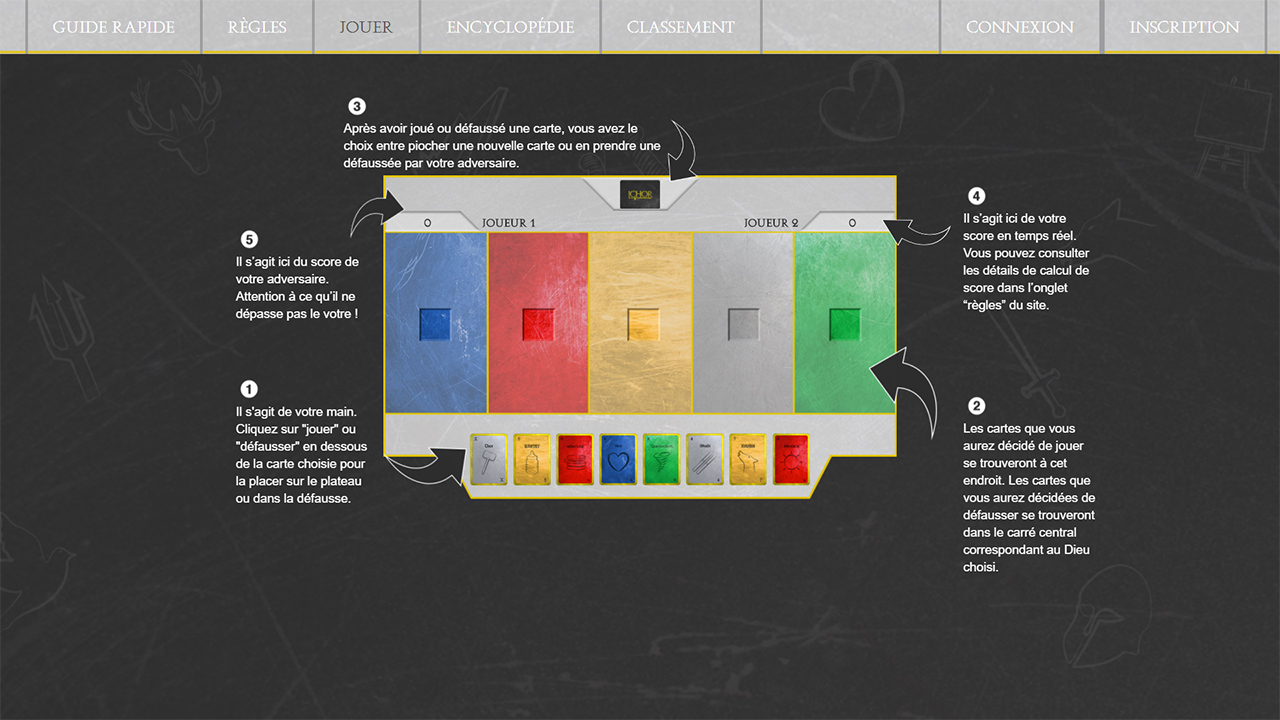 GUIDE RAPIDE
RÈGLES
JOUER
ENCYCLOPÉDIE
CLASSEMENT
CONNEXION
INSCRIPTION
3
Après avoir joué ou défaussé une carte, vous avez le
choix entre piocher une nouvelle carte ou en prendre une
défaussée par votre adversaire.
ICHOR
0
JOUEUR 1
JOUEUR 2
0
5
Il s’agit ici du score de
votre adversaire.
Attention à ce qu’il ne
dépasse pas le votre !
4
Il s’agit ici de votre
score en temps réel.
Vous pouvez consulter
les détails de calcul de
score dans l’onglet
“règles” du site.
1
Il s'agit de votre main.
Cliquez sur "jouer" ou
"défausser" en dessous
de la carte choisie pour
la placer sur le plateau
ou dans la défausse.
2
Les cartes que vous
aurez décidé de jouer
se trouveront à cet
endroit. Les cartes que
vous aurez décidées de
défausser se trouveront
dans le carré central
correspondant au Dieu
choisi.